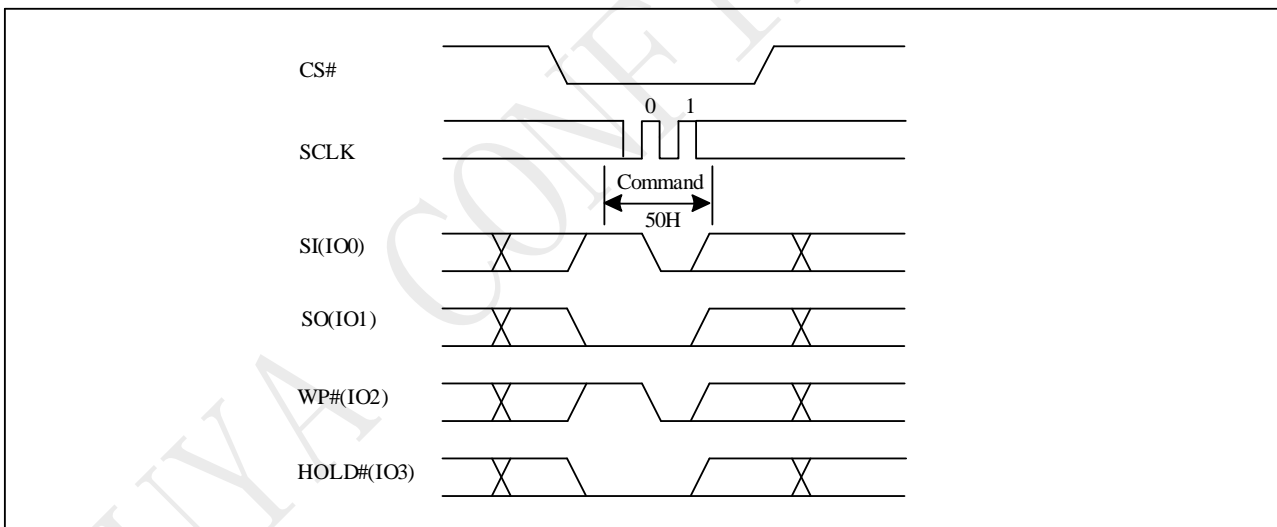 CS#
0 1
SCLK
Command
50H
SI(IO0)
SO(IO1)
WP#(IO2)
HOLD#(IO3)